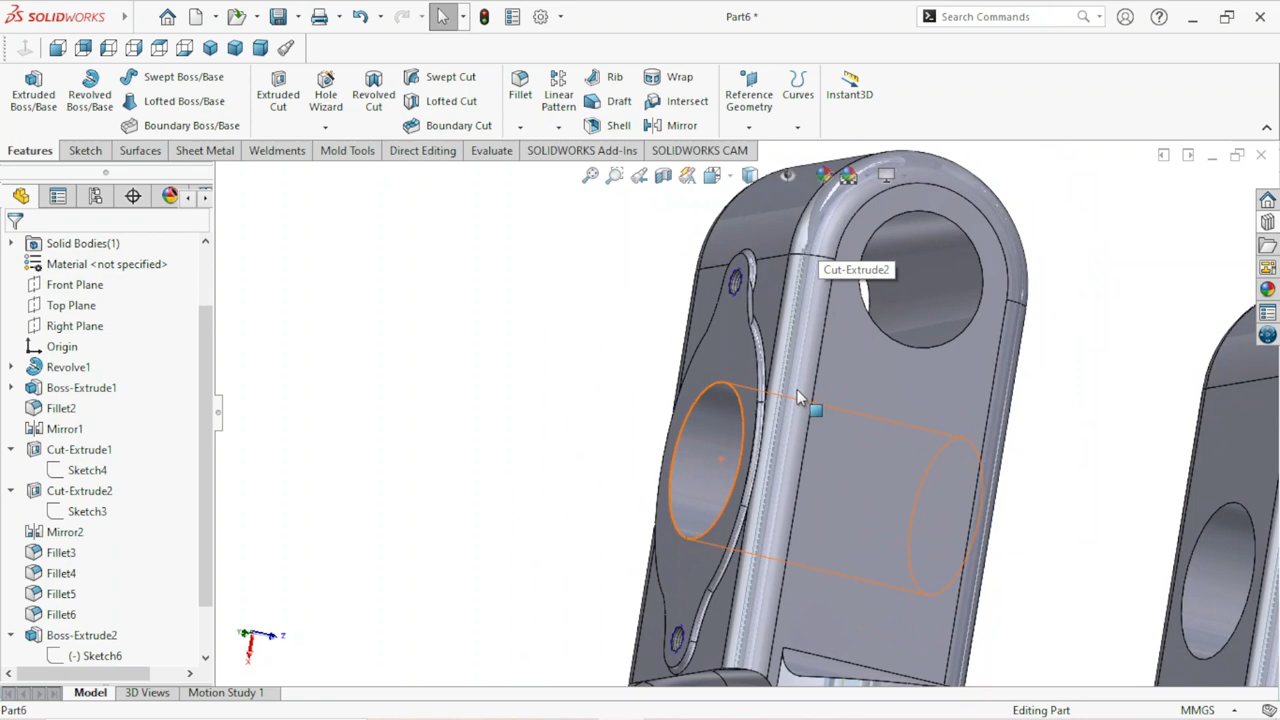 SOLIDWORKS
Part6 *
Search Commands
Extruded Boss/Base
Revolved Boss/Base
Swept Boss/Base
Lofted Boss/Base
Boundary Boss/Base
Extruded Cut
Hole Wizard
Revolved Cut
Swept Cut
Lofted Cut
Boundary Cut
Fillet
Linear Pattern
Rib
Draft
Shell
Wrap
Intersect
Mirror
Reference Geometry
Curves
Instant3D
Features
Sketch
Surfaces
Sheet Metal
Weldments
Mold Tools
Direct Editing
Evaluate
SOLIDWORKS Add-Ins
SOLIDWORKS CAM
Solid Bodies(1)
Material <not specified>
Front Plane
Top Plane
Right Plane
Origin
Revolve1
Boss-Extrude1
Fillet2
Mirror1
Cut-Extrude1
Sketch4
Cut-Extrude2
Sketch3
Mirror2
Fillet3
Fillet4
Fillet5
Fillet6
Boss-Extrude2
(-) Sketch6
Cut-Extrude2
Y
Z
X
Model
3D Views
Motion Study 1
Part6
Editing Part
MMGS